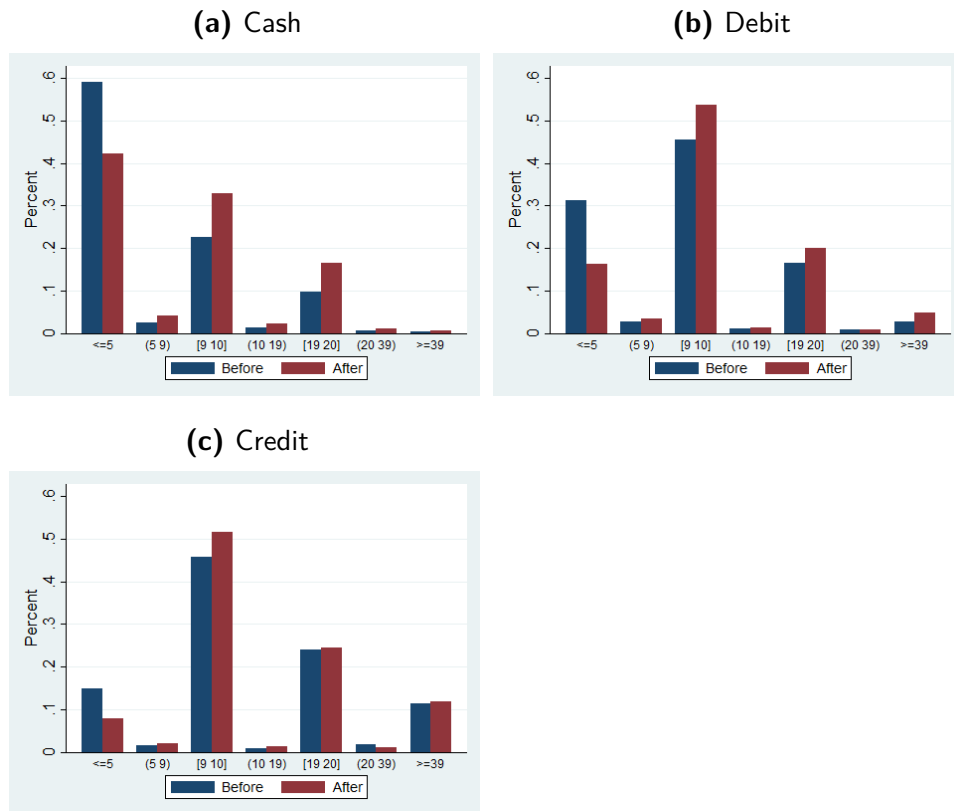 (a) Cash
Percent
0 .1 .2 .3 .4 .5 .6
<=5 (5 9) [9 10] (10 19) [19 20] (20 39) >=39
Before After
(b) Debit
Percent
0 .1 .2 .3 .4 .5 .6
<=5 (5 9) [9 10] (10 19) [19 20] (20 39) >=39
Before After
(c) Credit
Percent
0 .1 .2 .3 .4 .5 .6
<=5 (5 9) [9 10] (10 19) [19 20] (20 39) >=39
Before After